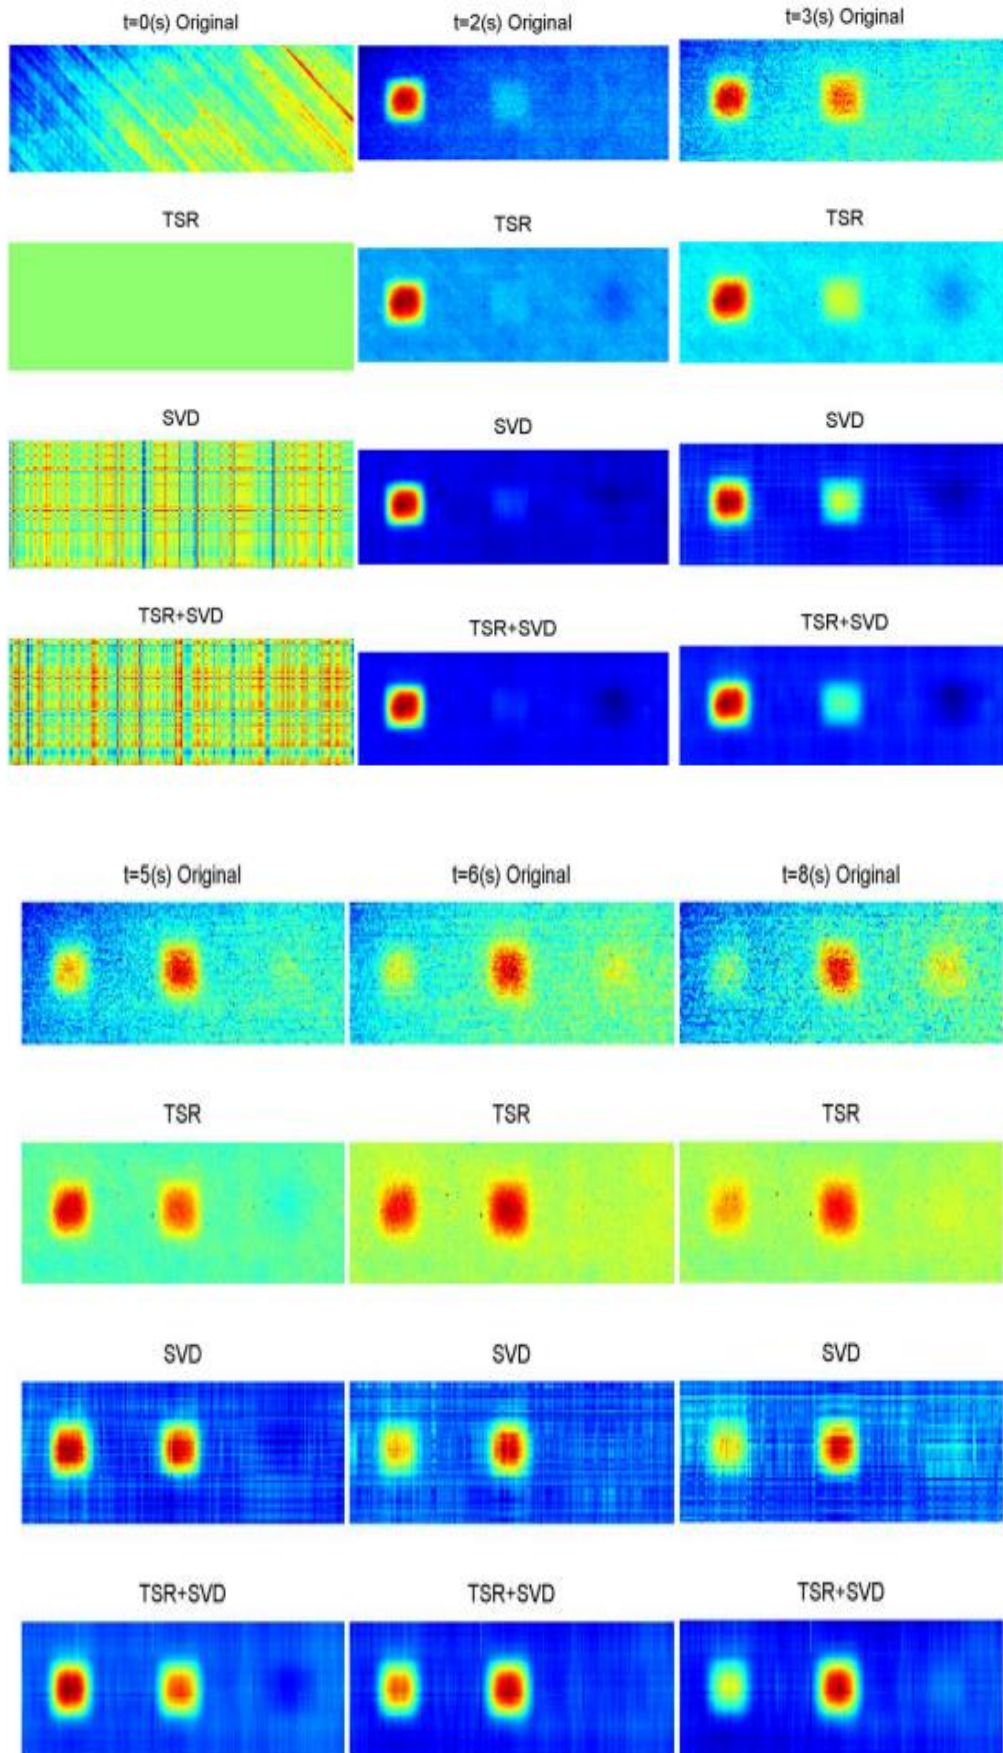 t=0(s) Original t=2(s) Original t=3(s) Original
TSR TSR TSR
SVD SVD SVD
TSR+SVD TSR+SVD TSR+SVD
t=5(s) Original t=6(s) Original t=8(s) Original
TSR TSR TSR
SVD SVD SVD
TSR+SVD TSR+SVD TSR+SVD